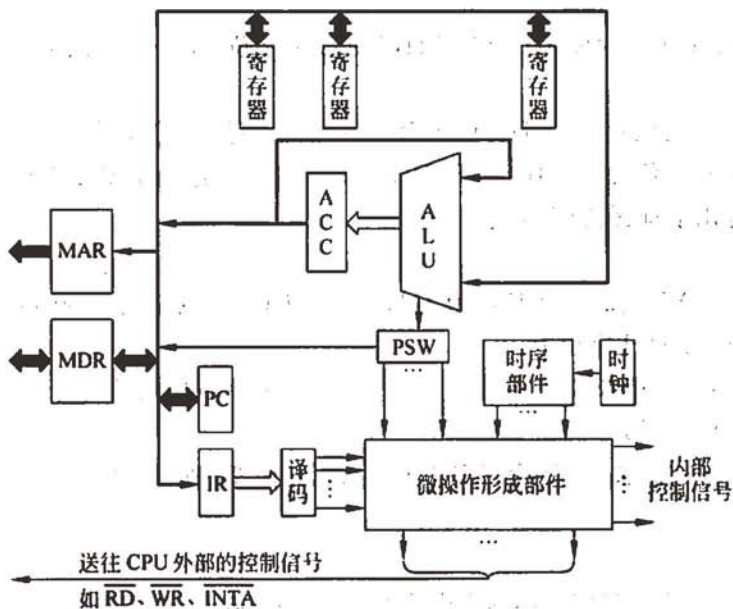 寄存器
寄存器
寄存器
ACC
ALU
MAR
MDR
PSW
PC
时序
部件
时钟
IR
译码
微操作形成部件
内部
控制信号
送往 CPU 外部的控制信号
如 RD、WR、INTA